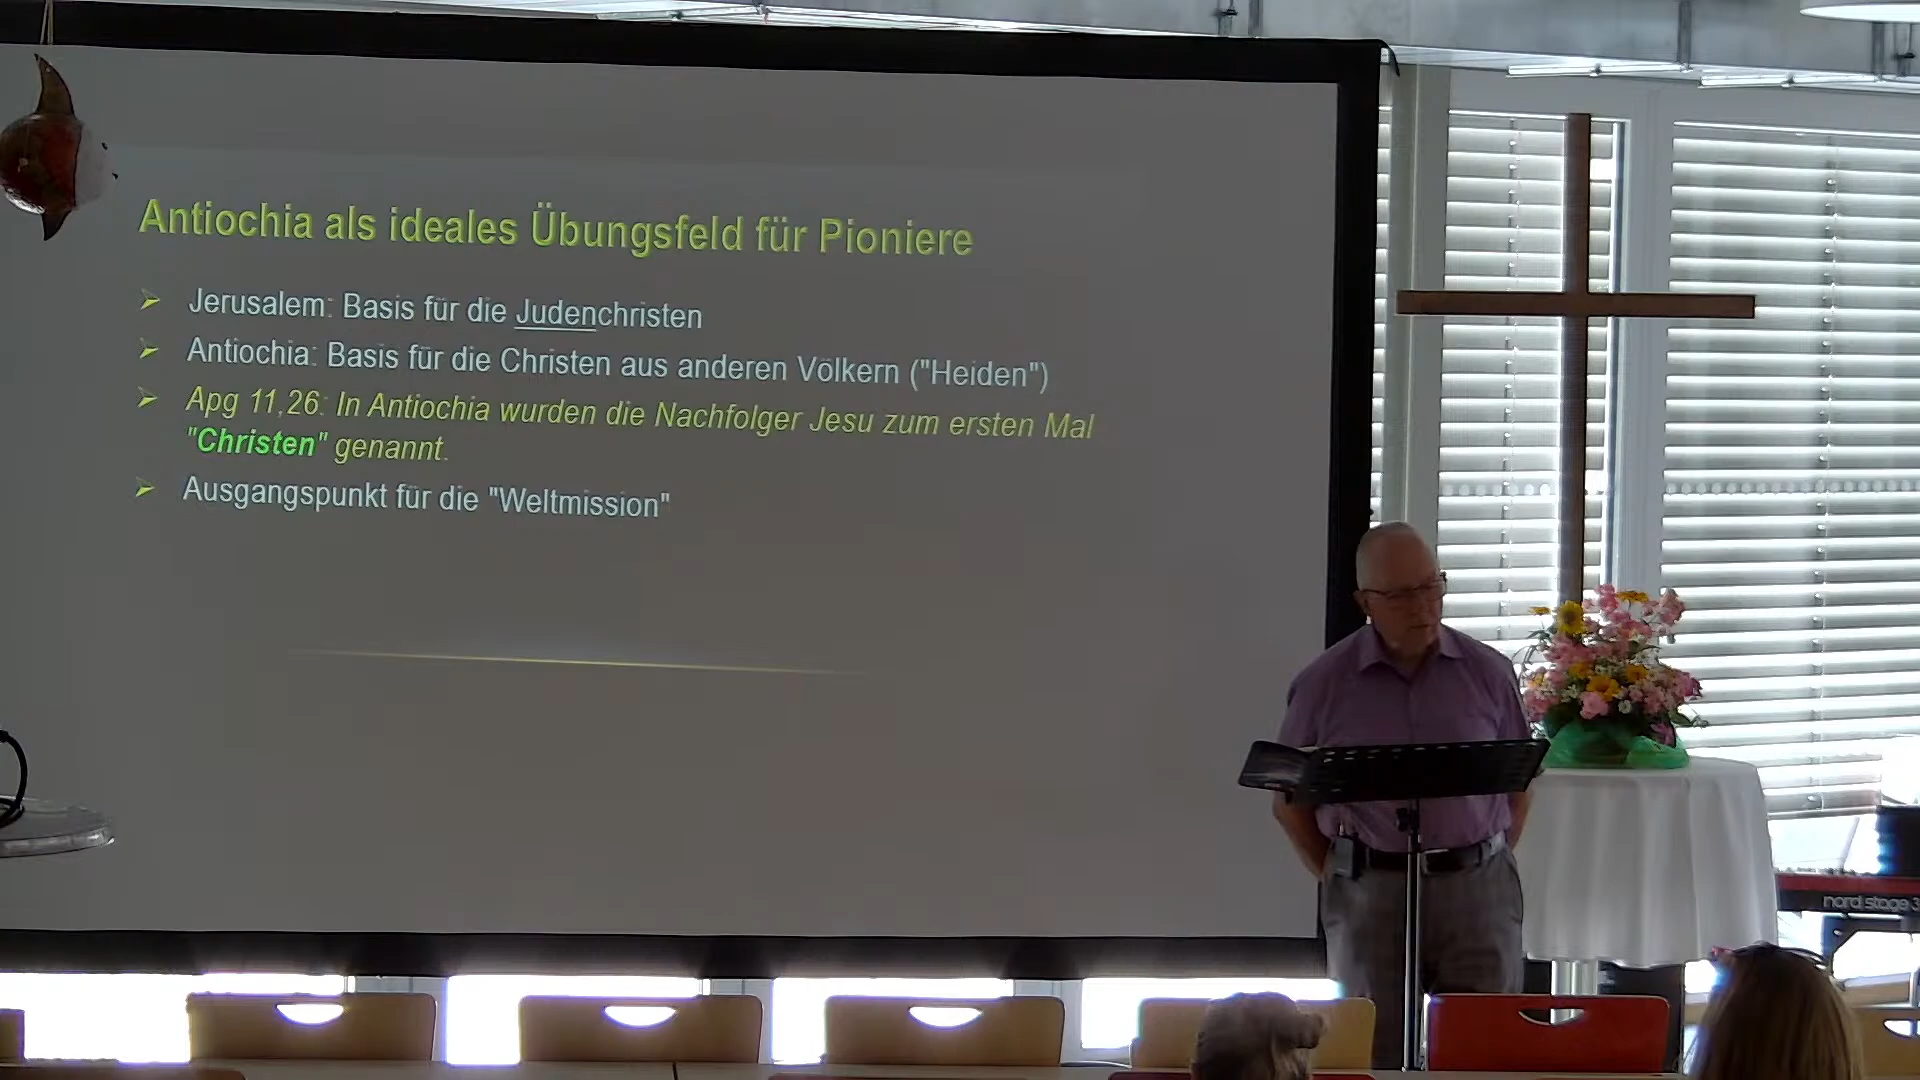 Antiochia als ideales Übungsfeld für Pioniere
Jerusalem: Basis für die Judenchristen
Antiochia: Basis für die Christen aus anderen Völkern ("Heiden")
Apg 11,26: In Antiochia wurden die Nachfolger Jesu zum ersten Mal
"Christen" genannt.
Ausgangspunkt für die "Weltmission"
nord stage 3